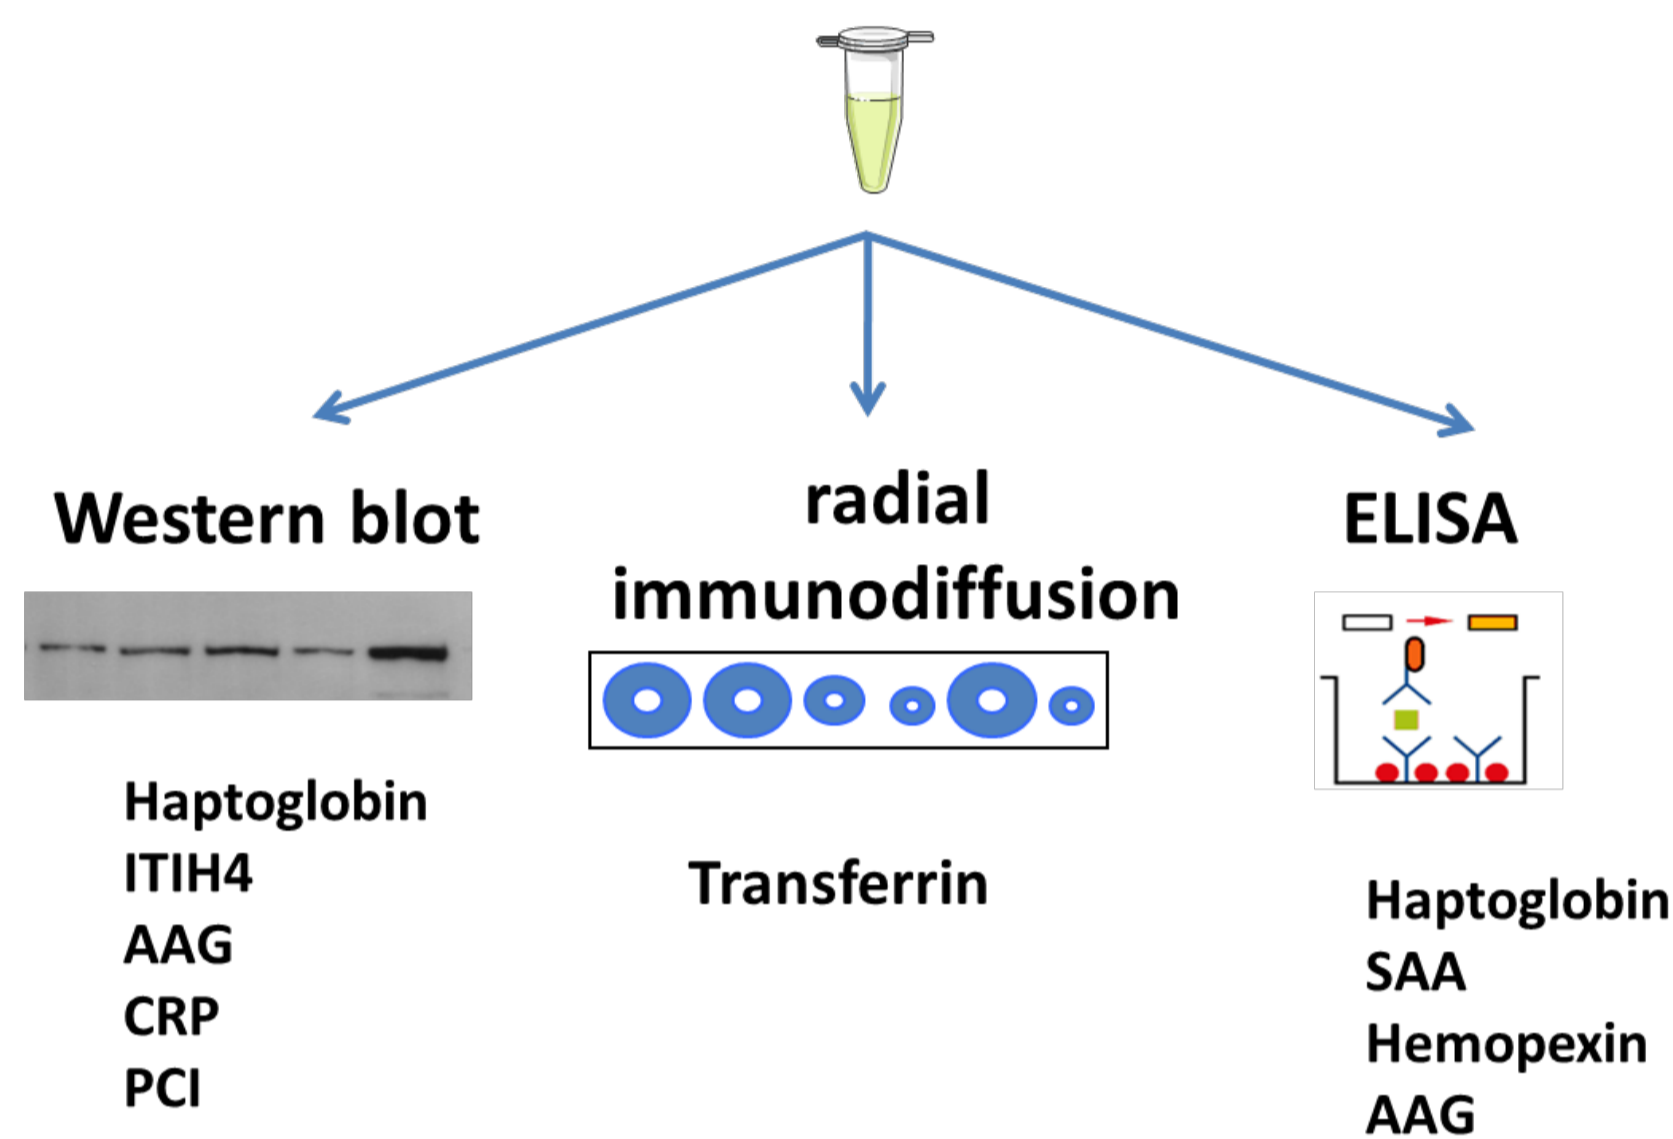 Western blot
Haptoglobin
ITIH4
AAG
CRP
PCI
radial
immunodiffusion
Transferrin
ELISA
Haptoglobin
SAA
Hemopexin
AAG